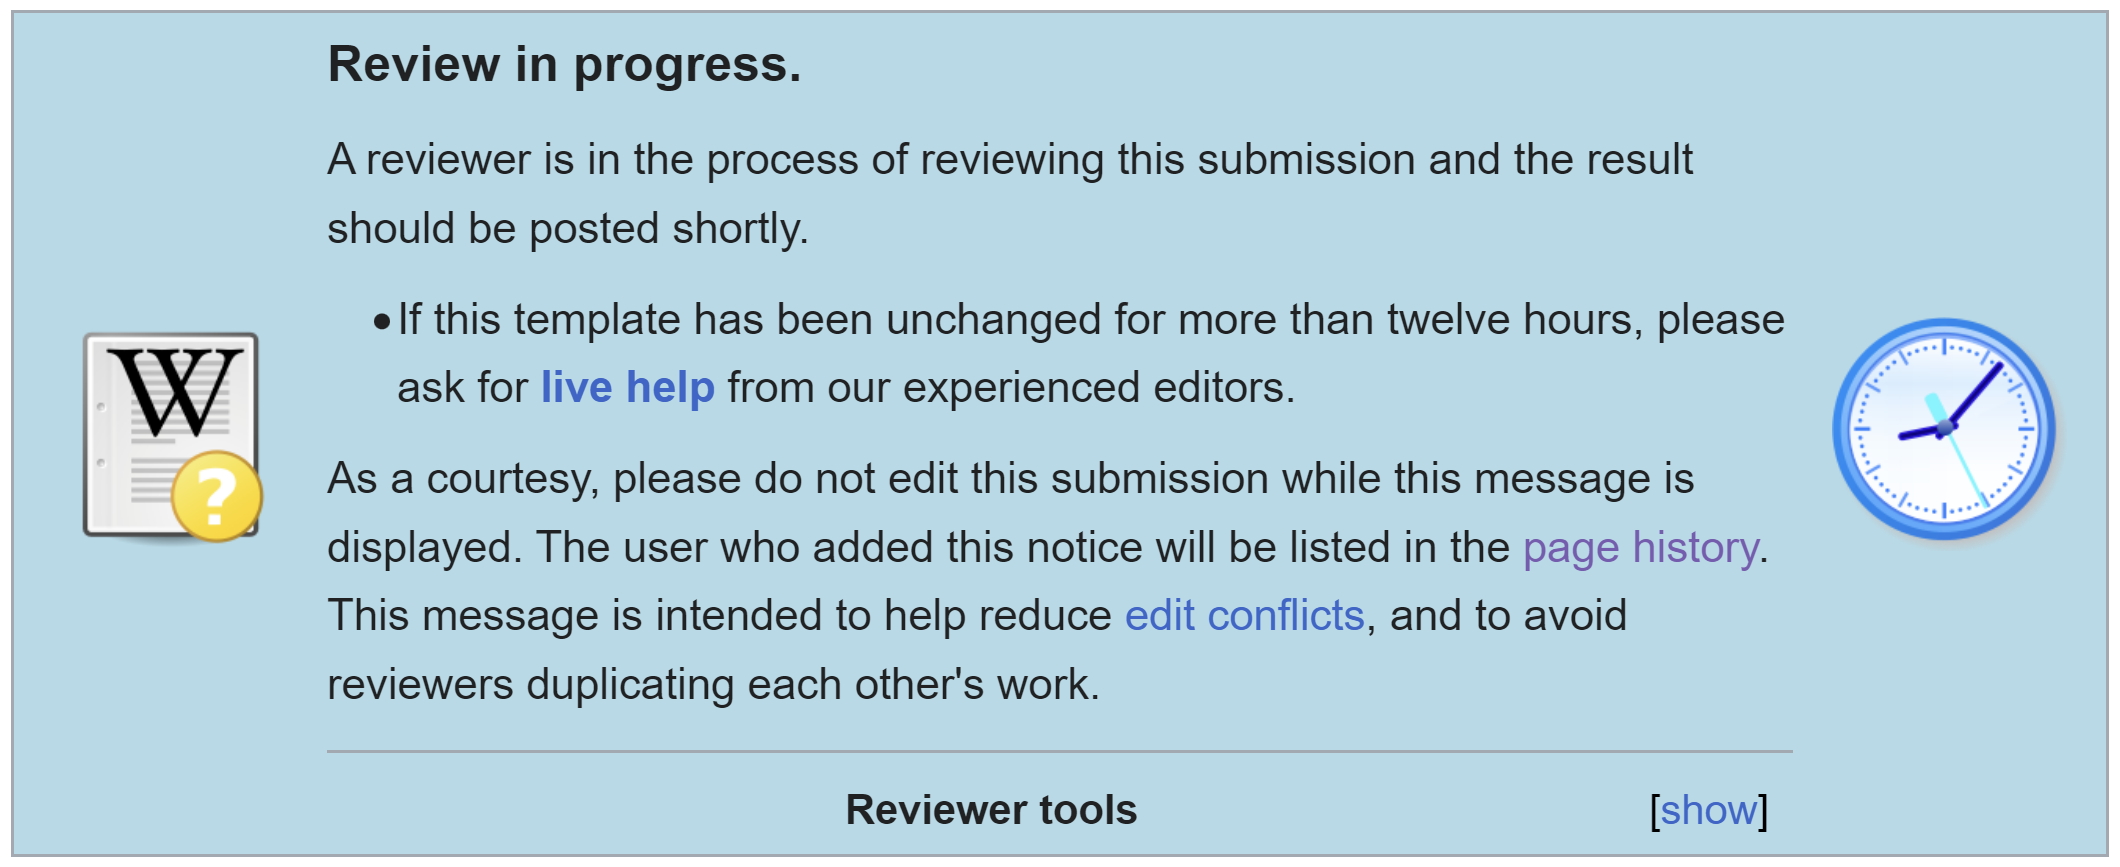 Review in progress.
A reviewer is in the process of reviewing this submission and the result
should be posted shortly.
•If this template has been unchanged for more than twelve hours, please
ask for live help from our experienced editors.
W
?
As a courtesy, please do not edit this submission while this message is
displayed. The user who added this notice will be listed in the page history.
This message is intended to help reduce edit conflicts, and to avoid
reviewers duplicating each other's work.
Reviewer tools [show]